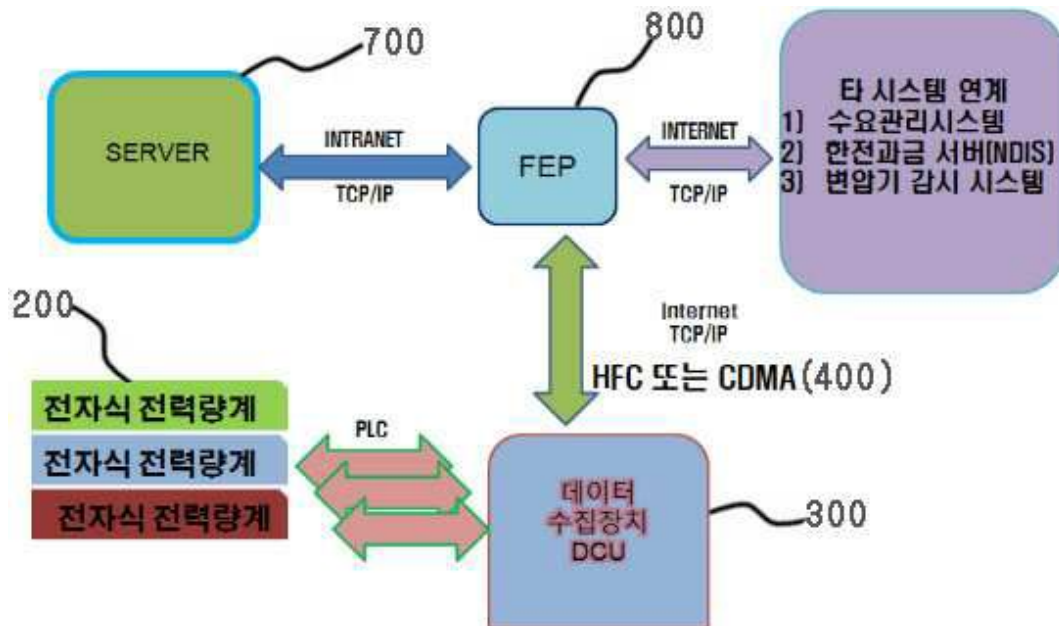 700
800
SERVER
INTRANET
TCP/IP
FEP
INTERNET
TCP/IP
타 시스템 연계
1) 수요관리시스템
2) 한전과금 서버(NDIS)
3) 변압기 감시 시스템
200
Internet
TCP/IP
HFC 또는 CDMA(400)
전자식 전력량계
전자식 전력량계
전자식 전력량계
PLC
데이터
수집장치
DCU
300